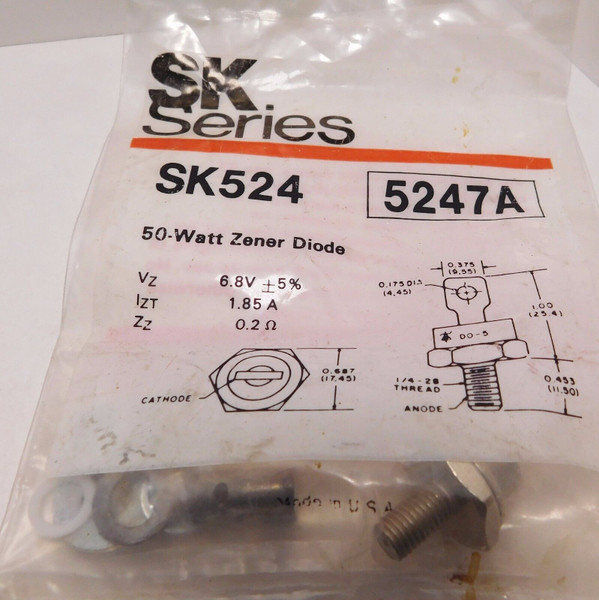 SK
Series
SK524 5247A
50-Watt Zener Diode
VZ 6.8V ±5%
IZT 1.85 A
ZZ 0.2 Ω
0.375
(9.55)
0.175 DIA
(4.45)
1.00
(25.4)
DO-5
0.687
(17.45)
1/4-28
THREAD
0.453
(11.50)
CATHODE
ANODE
Made in U S A